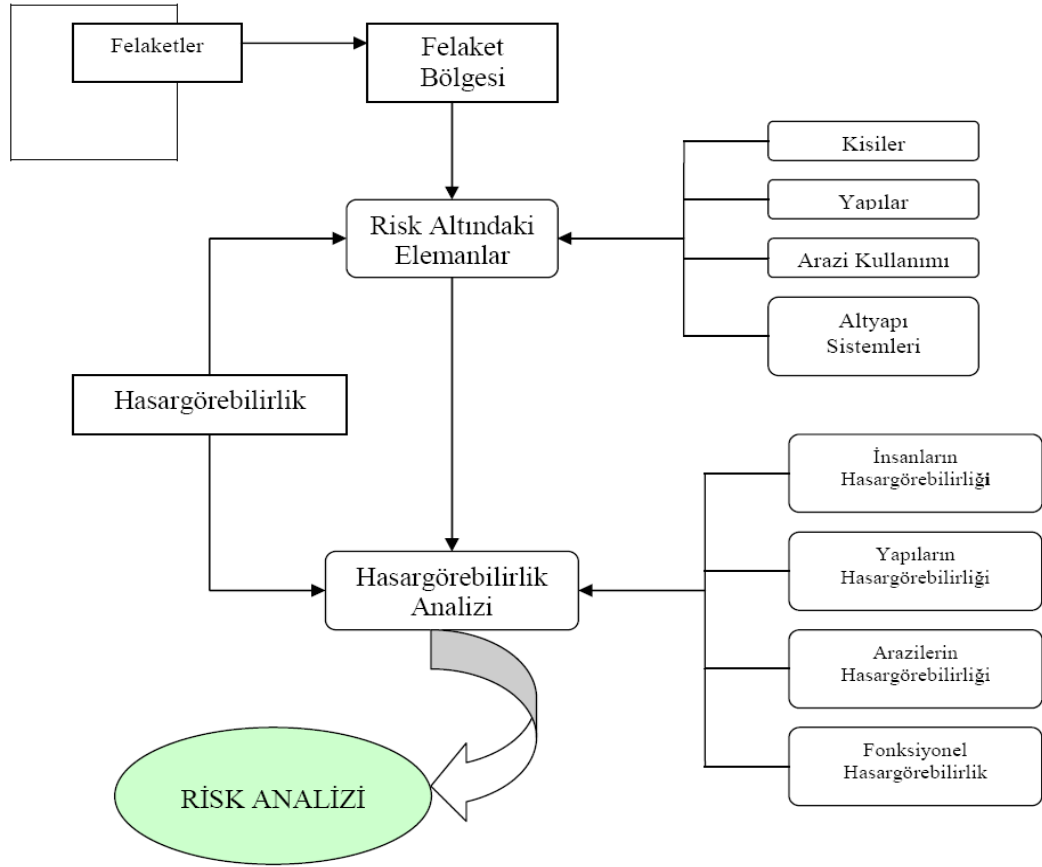 Felaketler
Felaket
Bölgesi
Kisiler
Yapılar
Risk Altındaki
Elemanlar
Arazi Kullanımı
Altyapı
Sistemleri
Hasargörebilirlik
İnsanların
Hasargörebilirliği
Yapıların
Hasargörebilirliği
Hasargörebilirlik
Analizi
Arazilerin
Hasargörebilirliği
Fonksiyonel
Hasargörebilirlik
RİSK ANALİZİ